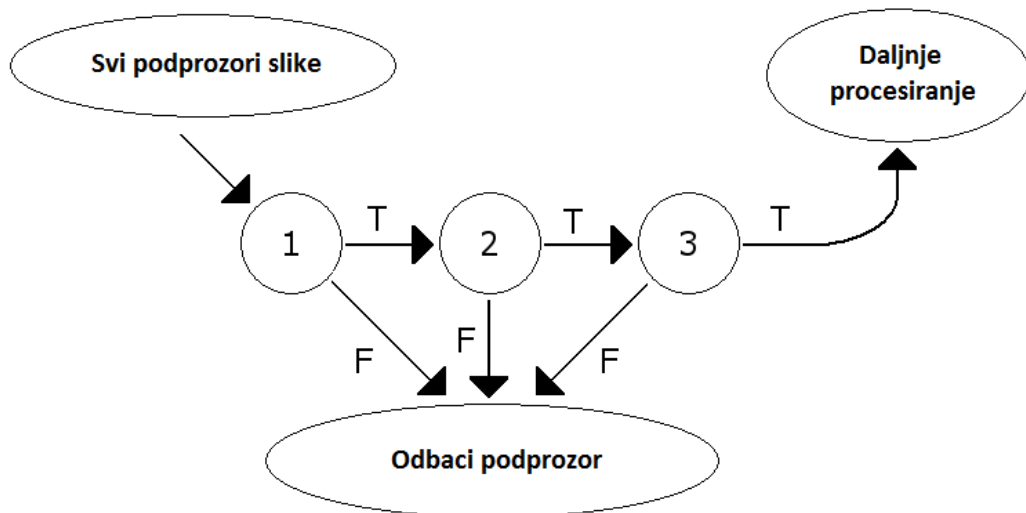 Svi podprozori slike
Daljnje
procesiranje
1
T
2
T
3
T
F
F
F
Odbaci podprozor